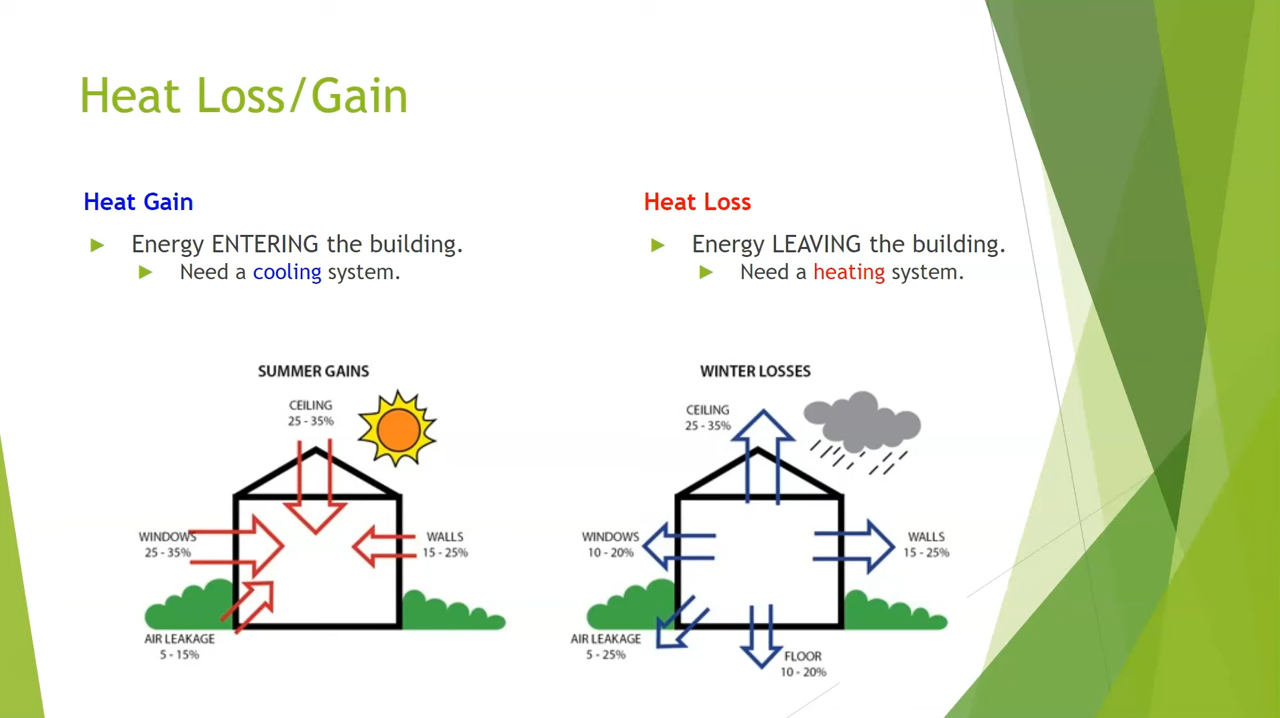 Heat Loss/Gain
Heat Gain
Energy ENTERING the building.
Need a cooling system.
Heat Loss
Energy LEAVING the building.
Need a heating system.
SUMMER GAINS
CEILING
25 - 35%
WINDOWS
25 - 35%
WALLS
15 - 25%
AIR LEAKAGE
5 - 15%
WINTER LOSSES
CEILING
25 - 35%
WINDOWS
10 - 20%
WALLS
15 - 25%
AIR LEAKAGE
5 - 25%
FLOOR
10 - 20%